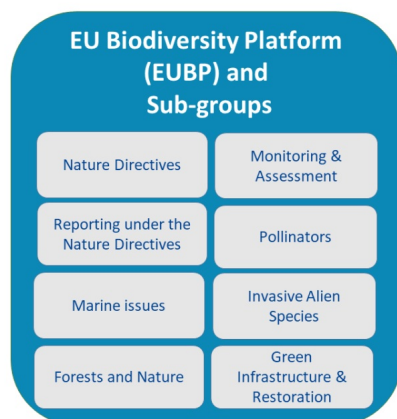 EU Biodiversity Platform
(EUBP) and
Sub-groups
Nature Directives
Monitoring &
Assessment
Reporting under the
Nature Directives
Pollinators
Marine issues
Invasive Alien
Species
Forests and Nature
Green
Infrastructure &
Restoration